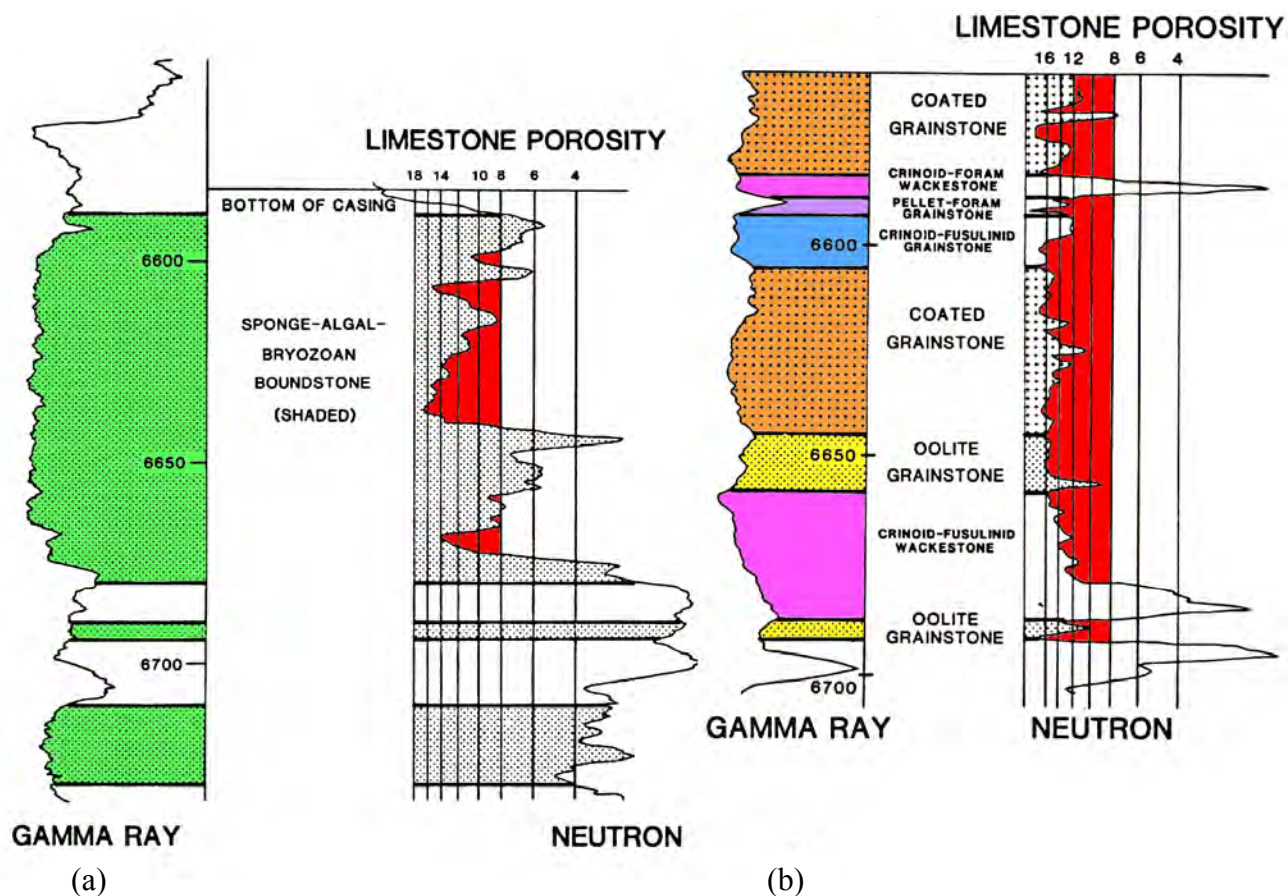 LIMESTONE POROSITY
18 14 10 8 6 4
BOTTOM OF CASING
6600
SPONGE-ALGAL-
BRYOZOAN
BOUNDSTONE
(SHADED)
6650
6700
GAMMA RAY
NEUTRON
(a)
LIMESTONE POROSITY
16 12 8 6 4
COATED
GRAINSTONE
CRINOID-FORAM
WACKESTONE
PELLET-FORAM
GRAINSTONE
6600
CRINOID-FUSULINID
GRAINSTONE
COATED
GRAINSTONE
6650
OOLITE
GRAINSTONE
CRINOID-FUSULINID
WACKESTONE
OOLITE
GRAINSTONE
6700
GAMMA RAY
NEUTRON
(b)